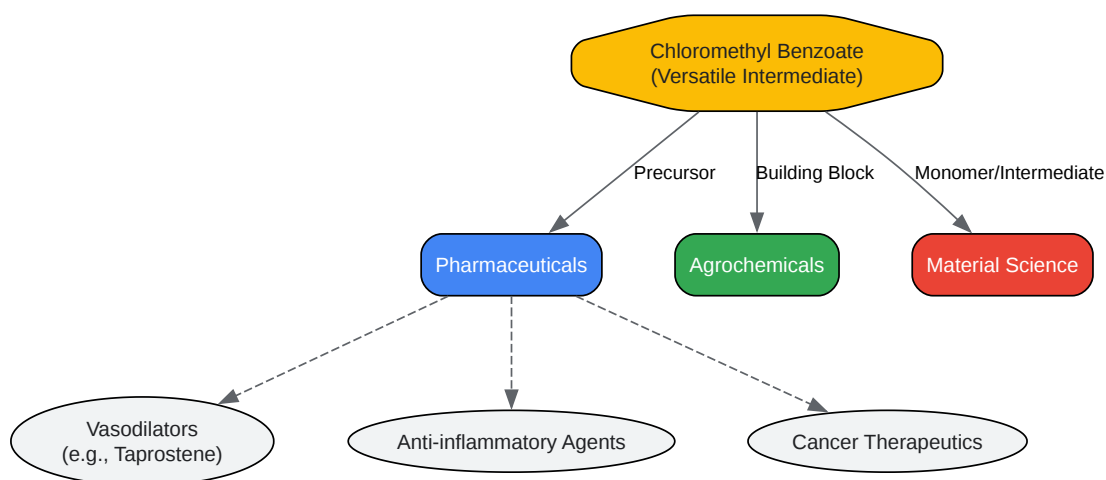 Chloromethyl Benzoate
(Versatile Intermediate)
Precursor
Building Block
Monomer/Intermediate
Pharmaceuticals
Agrochemicals
Material Science
Vasodilators
(e.g., Taprostene)
Anti-inflammatory Agents
Cancer Therapeutics